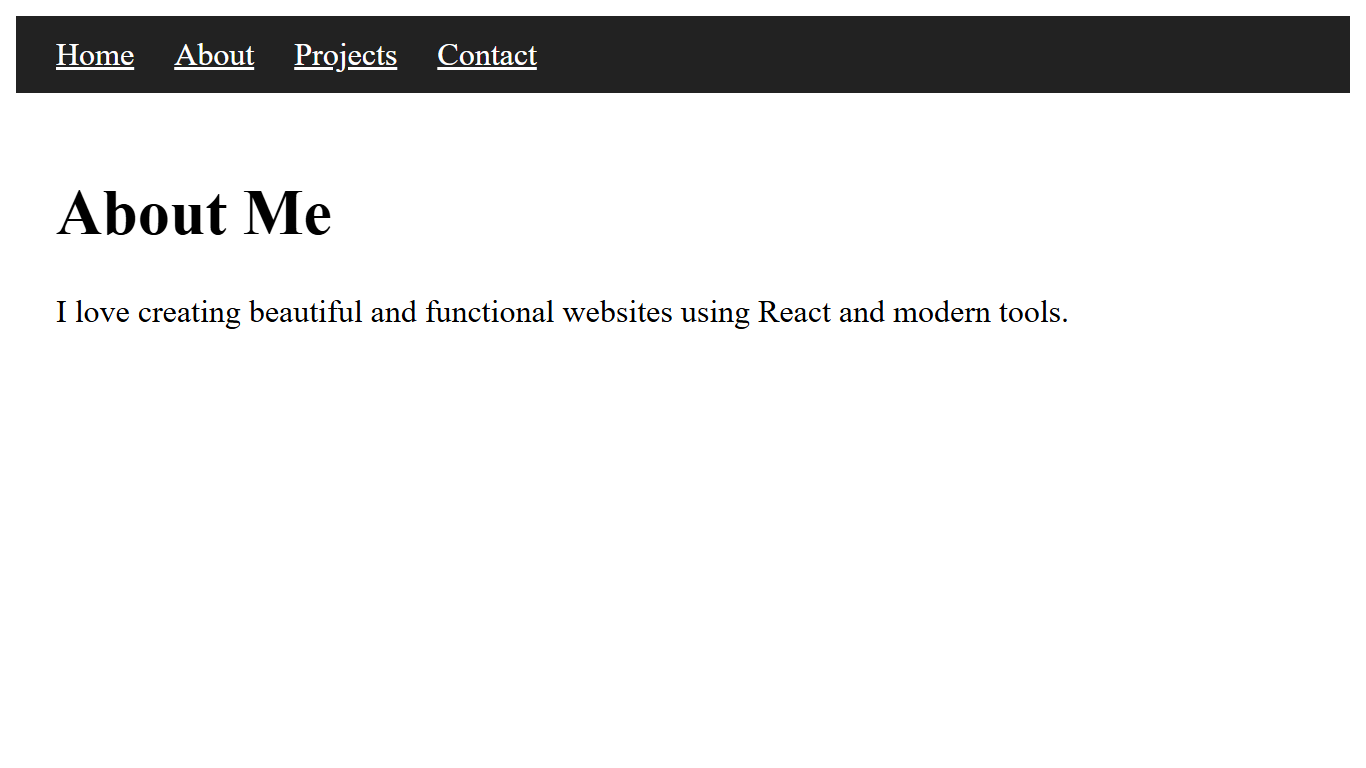 Home About Projects Contact
About Me
I love creating beautiful and functional websites using React and modern tools.